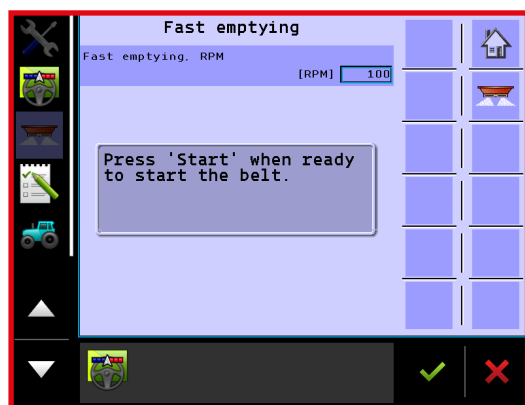 Fast emptying
Fast emptying, RPM
[RPM] 100
Press 'Start' when ready
to start the belt.